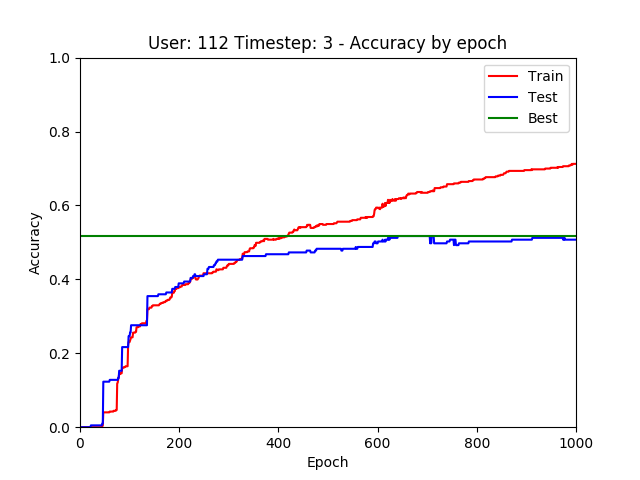 User: 112 Timestep: 3 - Accuracy by epoch
1.0
0.8
0.6
0.4
0.2
0.0
Accuracy
Train
Test
Best
0 200 400 600 800 1000
Epoch